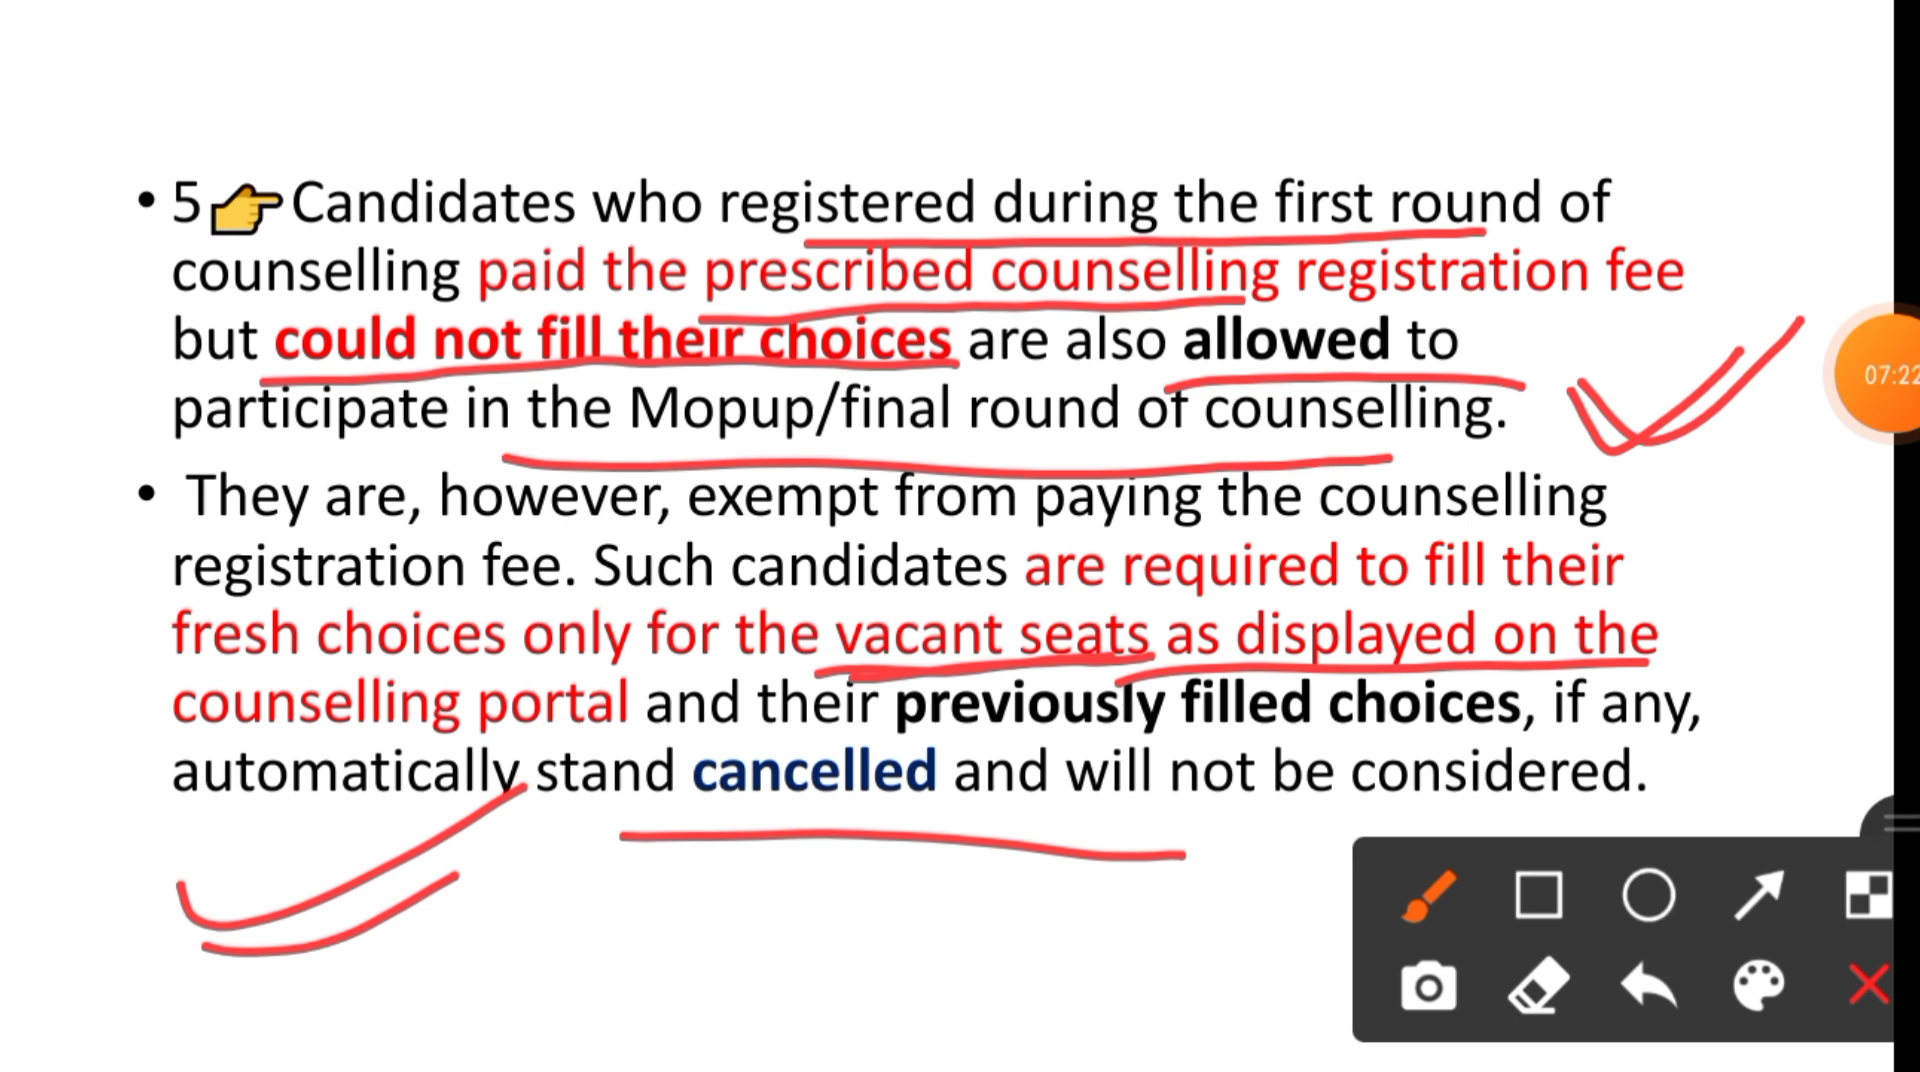 • 5👉Candidates who registered during the first round of
counselling paid the prescribed counselling registration fee
but could not fill their choices are also allowed to
participate in the Mopup/final round of counselling.
• They are, however, exempt from paying the counselling
registration fee. Such candidates are required to fill their
fresh choices only for the vacant seats as displayed on the
counselling portal and their previously filled choices, if any,
automatically stand cancelled and will not be considered.
07:22